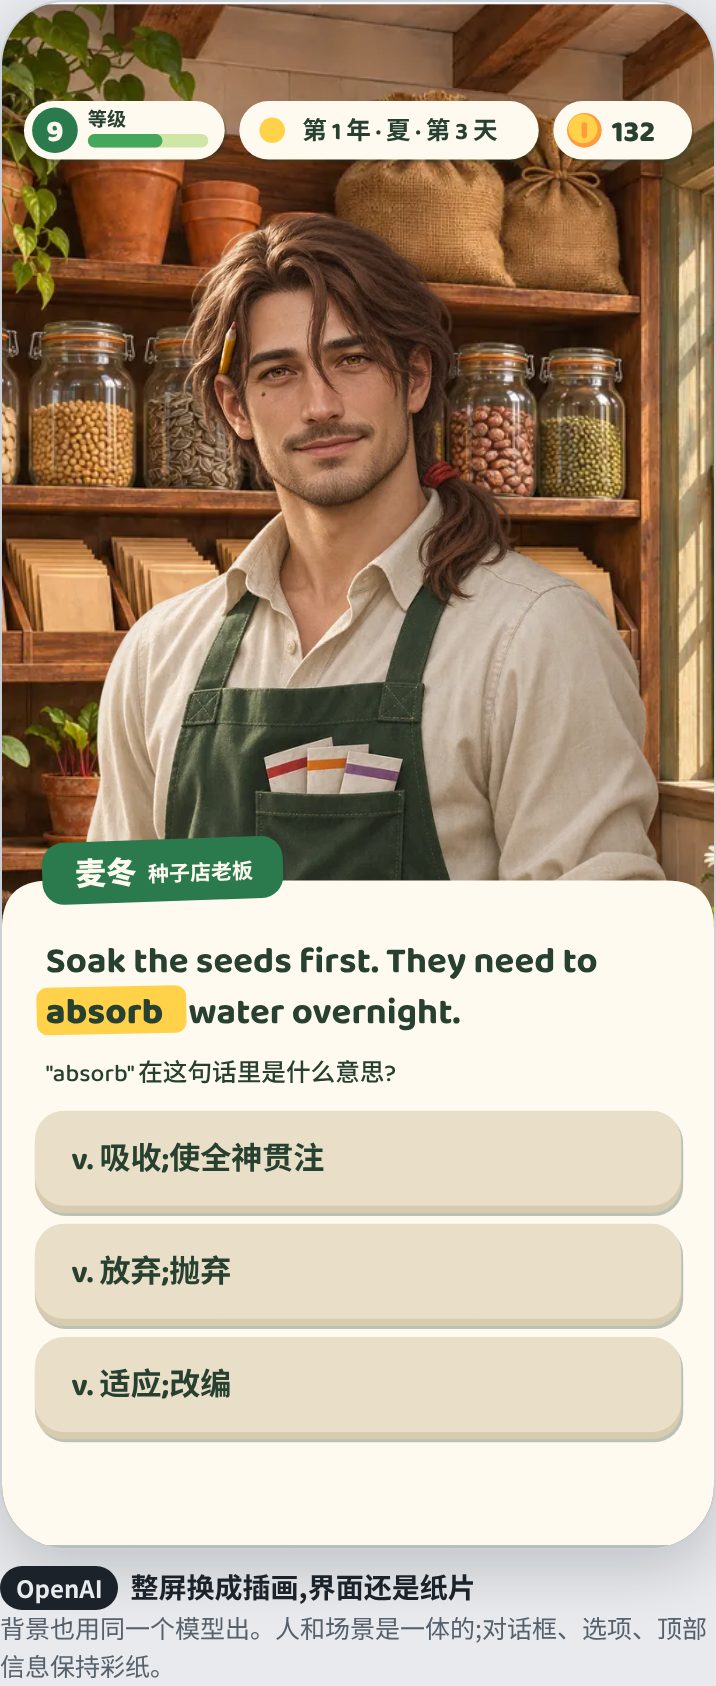 9
等级
第1年·夏·第3天
132
麦冬 种子店老板
Soak the seeds first. They need to
absorb water overnight.
"absorb" 在这句话里是什么意思?
v. 吸收;使全神贯注
v. 放弃;抛弃
v. 适应;改编
OpenAI 整屏换成插画,界面还是纸片
背景也用同一个模型出。人和场景是一体的;对话框、选项、顶部
信息保持彩纸。